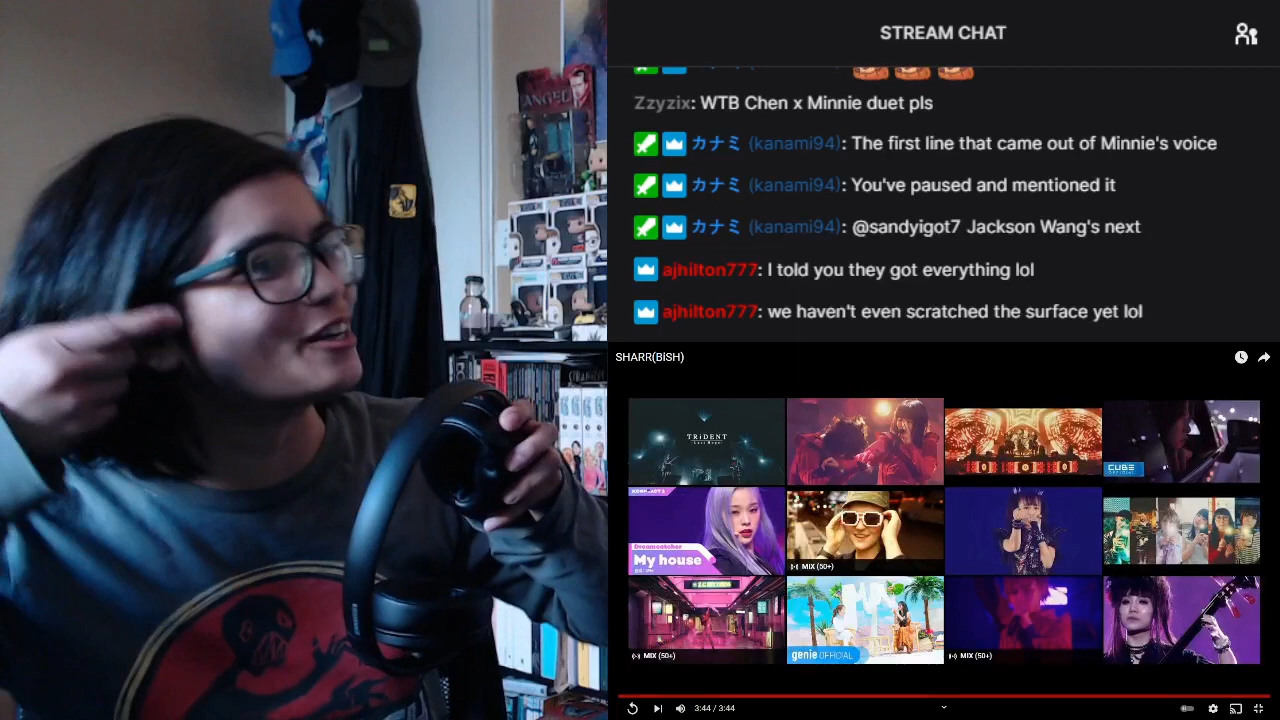 STREAM CHAT
Zzyzix: WTB Chen x Minnie duet pls
カナミ (kanami94): The first line that came out of Minnie's voice
カナミ (kanami94): You've paused and mentioned it
カナミ (kanami94): @sandyigot7 Jackson Wang's next
ajhilton777: I told you they got everything lol
ajhilton777: we haven't even scratched the surface yet lol
ANGEL
SHARR(BiSH)
TRiDENT
CUBE
OFFICIAL
Dreamcatcher
My house
MIX (50+)
MIX (50+)
genie OFFICIAL
MIX (50+)
3:44 / 3:44